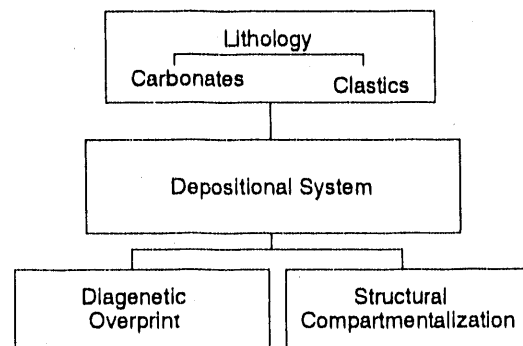 Lithology
Carbonates Clastics
Depositional System
Diagenetic
Overprint
Structural
Compartmentalization